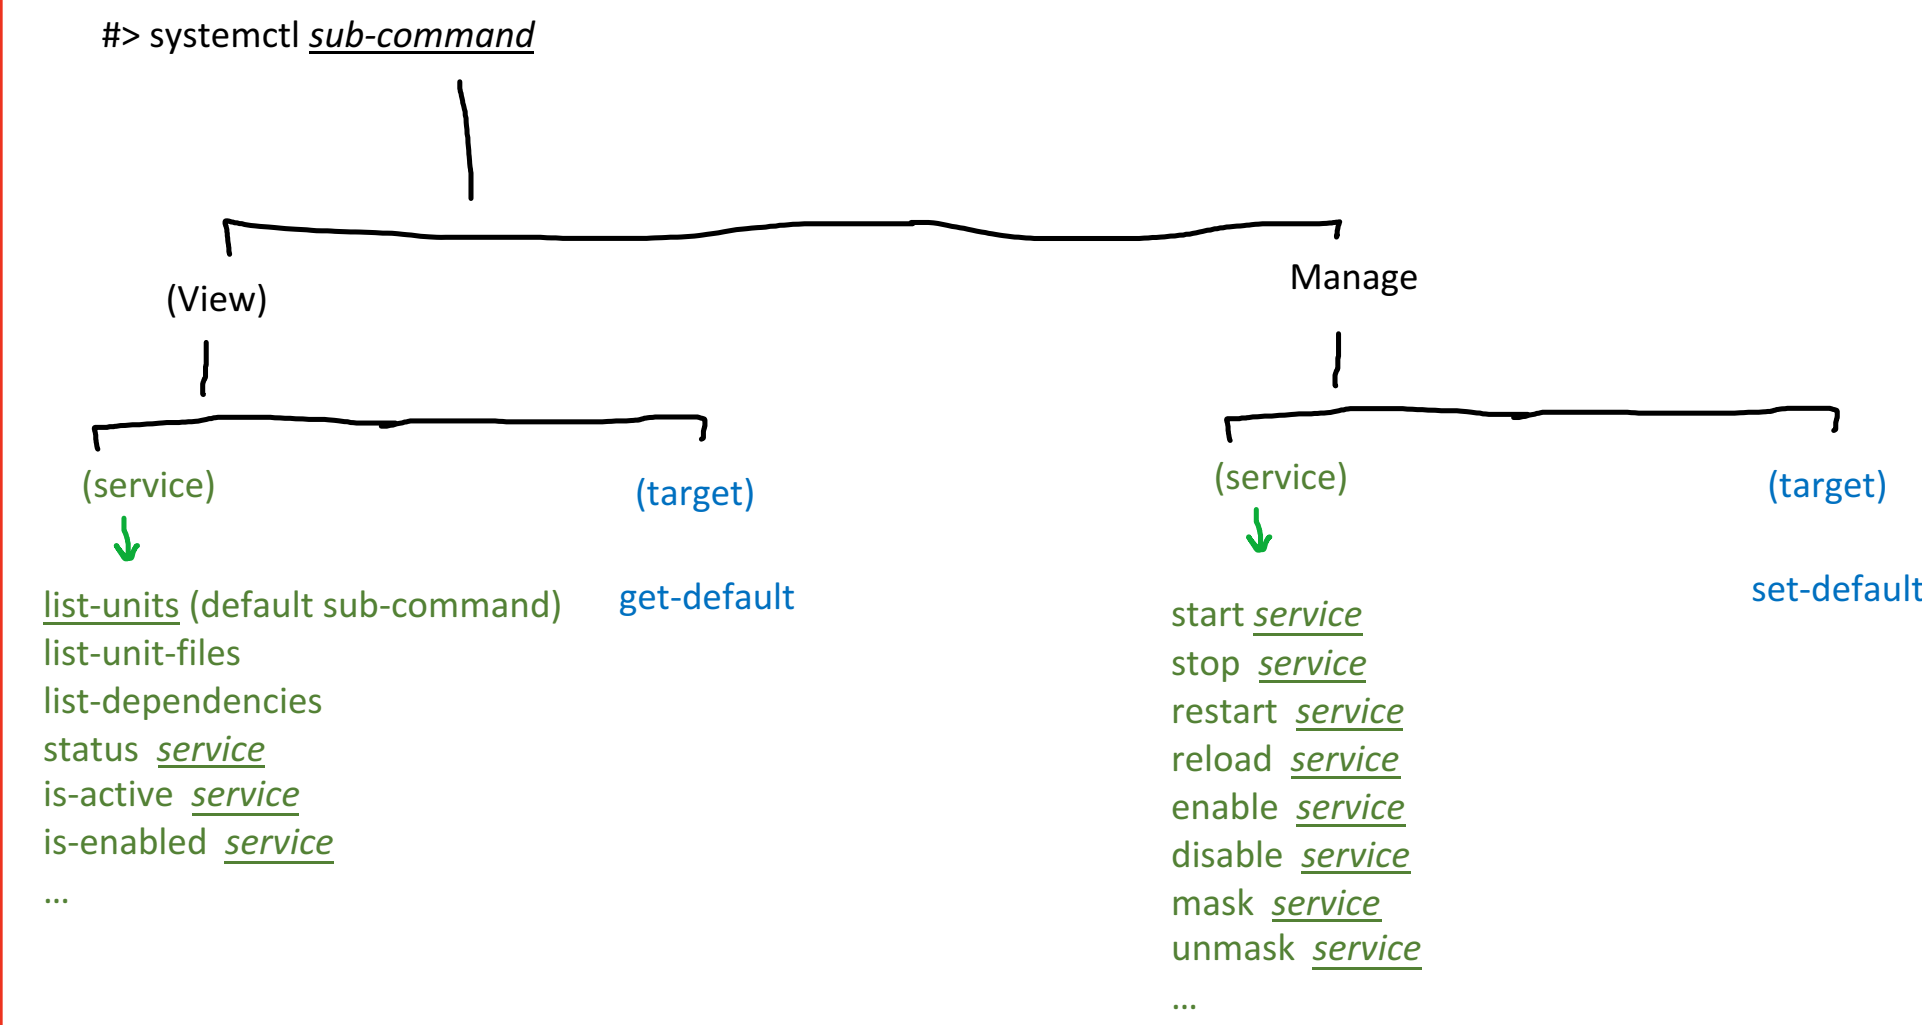 #> systemctl sub-command
(View)
Manage
(service)
(target)
(service)
(target)
list-units (default sub-command)
list-unit-files
list-dependencies
status service
is-active service
is-enabled service
...
get-default
start service
stop service
restart service
reload service
enable service
disable service
mask service
unmask service
...
set-default